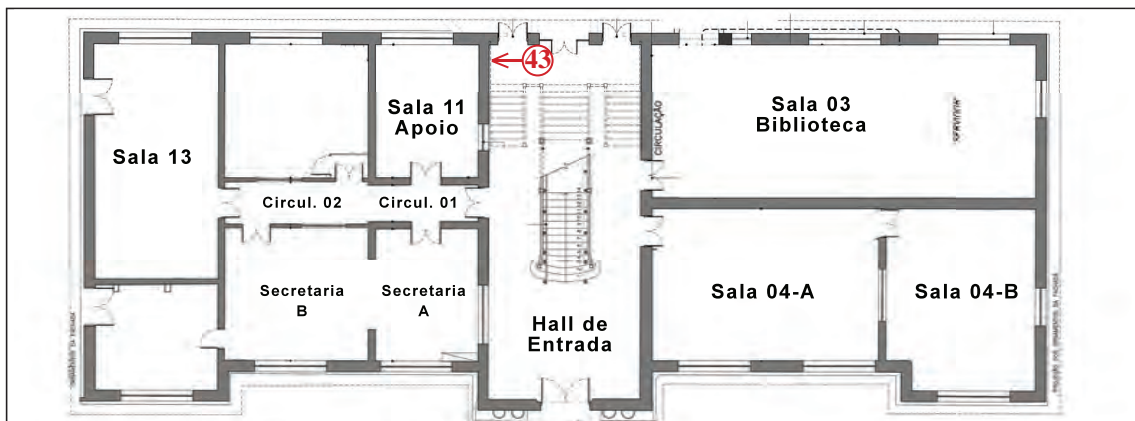 43
Sala 11
Apoio
Sala 03
Biblioteca
CIRCULAÇÃO
Sala 13
Circul. 02
Circul. 01
Secretaria
B
Secretaria
A
Sala 04-A
Sala 04-B
Hall de
Entrada